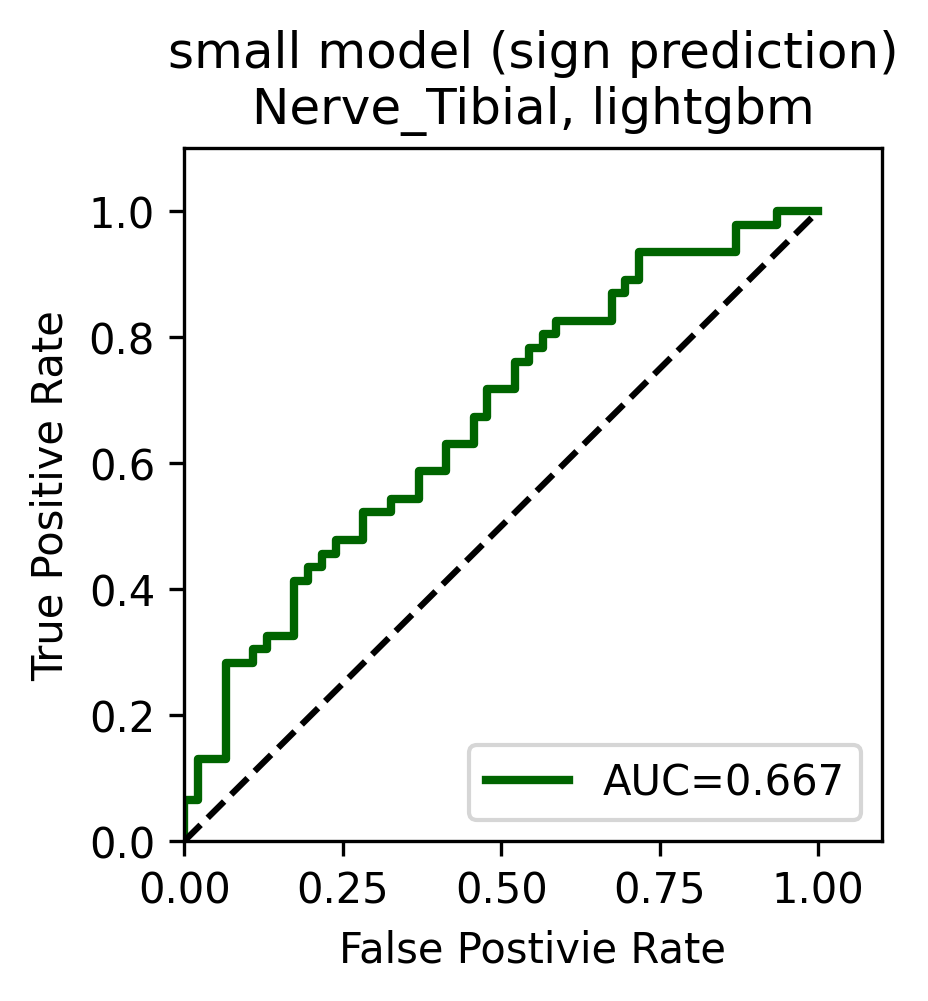 small model (sign prediction)
Nerve_Tibial, lightgbm
True Positive Rate
1.0
0.8
0.6
0.4
0.2
0.0
AUC=0.667
0.00 0.25 0.50 0.75 1.00
False Postivie Rate